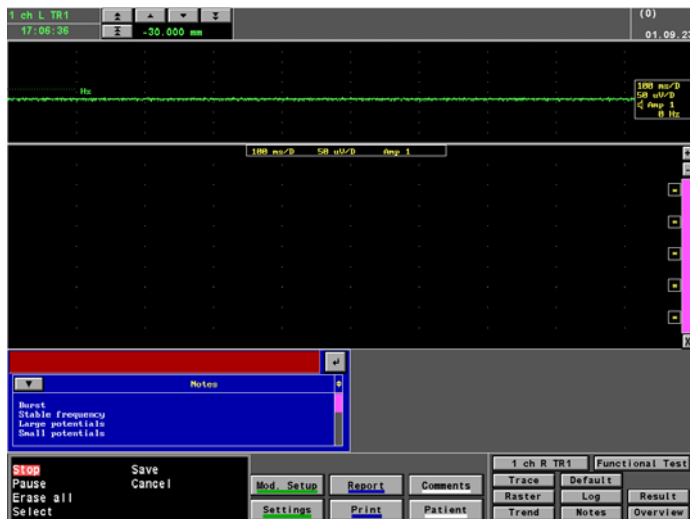 1 ch L TR1
17:06:36
-30.000 mm
(0)
01.09.23
Hz
100 ms/D
50 uV/D
Amp 1
0 Hz
100 ms/D 50 uV/D Amp 1
+
-
X
Notes
Burst
Stable frequency
Large potentials
Small potentials
Stop Save
Pause Cancel
Erase all
Select
Mod. Setup Report Comments
Settings Print Patient
1 ch R TR1 Functional Test
Trace Default
Raster Log Result
Trend Notes Overview